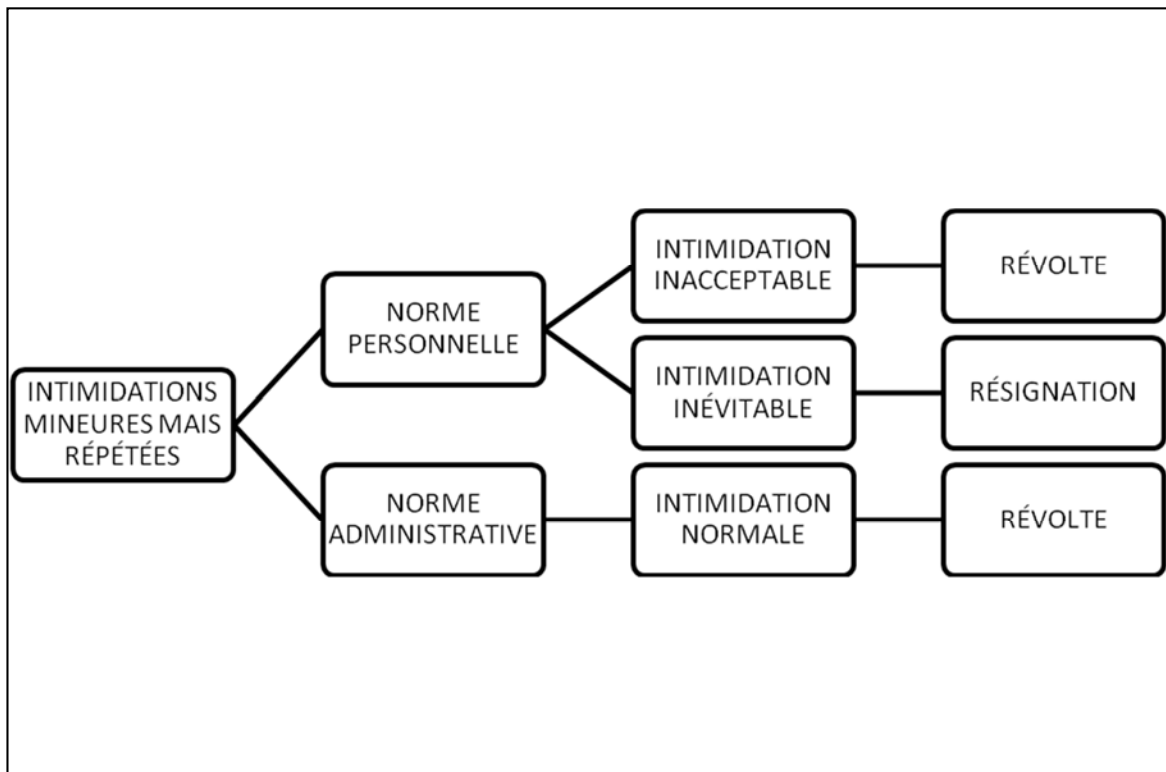 INTIMIDATIONS
MINEURES MAIS
RÉPÉTÉES
NORME
PERSONNELLE
INTIMIDATION
INACCEPTABLE
RÉVOLTE
INTIMIDATION
INÉVITABLE
RÉSIGNATION
NORME
ADMINISTRATIVE
INTIMIDATION
NORMALE
RÉVOLTE